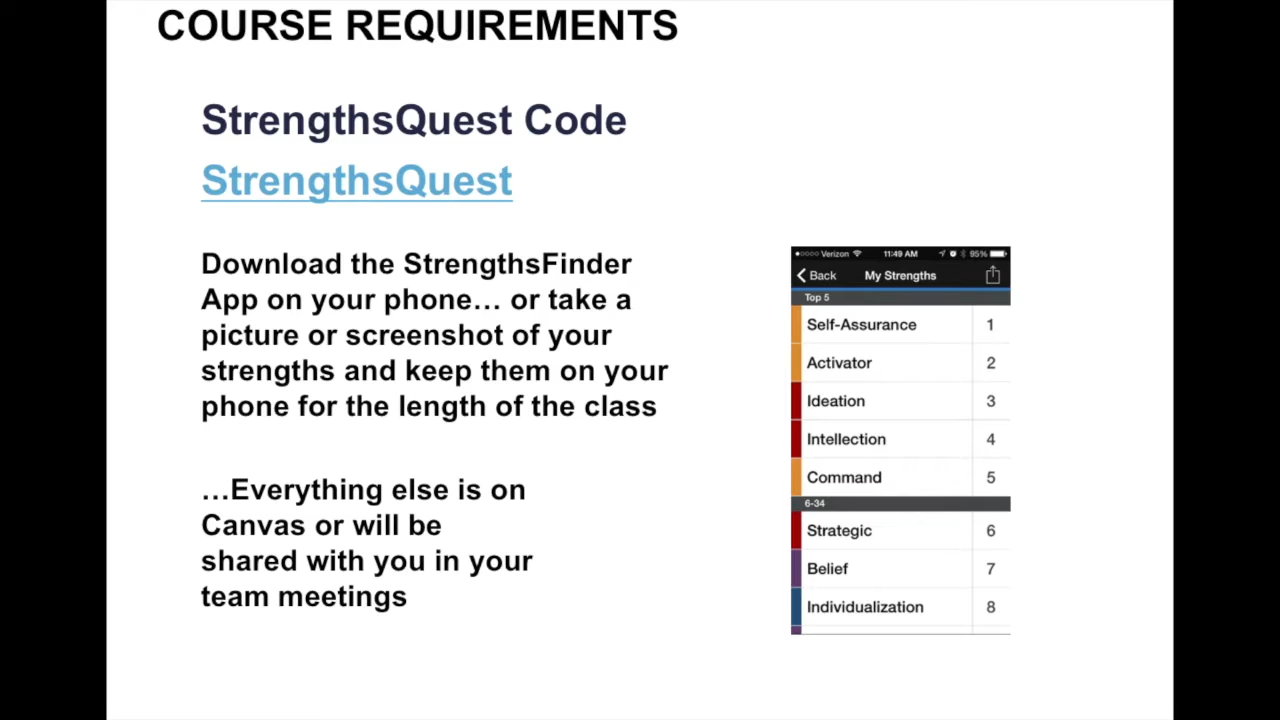 COURSE REQUIREMENTS
StrengthsQuest Code
StrengthsQuest
Download the StrengthsFinder
App on your phone… or take a
picture or screenshot of your
strengths and keep them on your
phone for the length of the class
…Everything else is on
Canvas or will be
shared with you in your
team meetings
Verizon 11:49 AM 95%
Back My Strengths
Top 5
Self-Assurance 1
Activator 2
Ideation 3
Intellection 4
Command 5
6-34
Strategic 6
Belief 7
Individualization 8